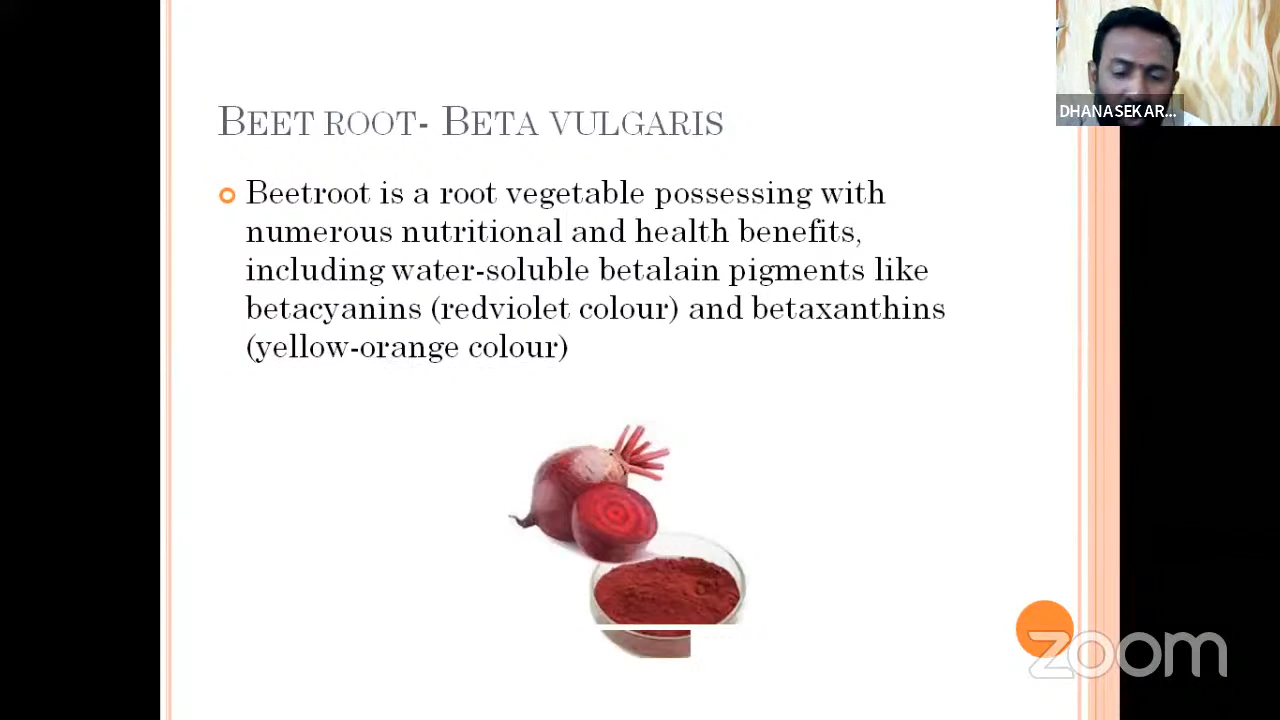 BEET ROOT- BETA VULGARIS
Beetroot is a root vegetable possessing with
numerous nutritional and health benefits,
including water-soluble betalain pigments like
betacyanins (redviolet colour) and betaxanthins
(yellow-orange colour)
DHANASEKAR...
zoom